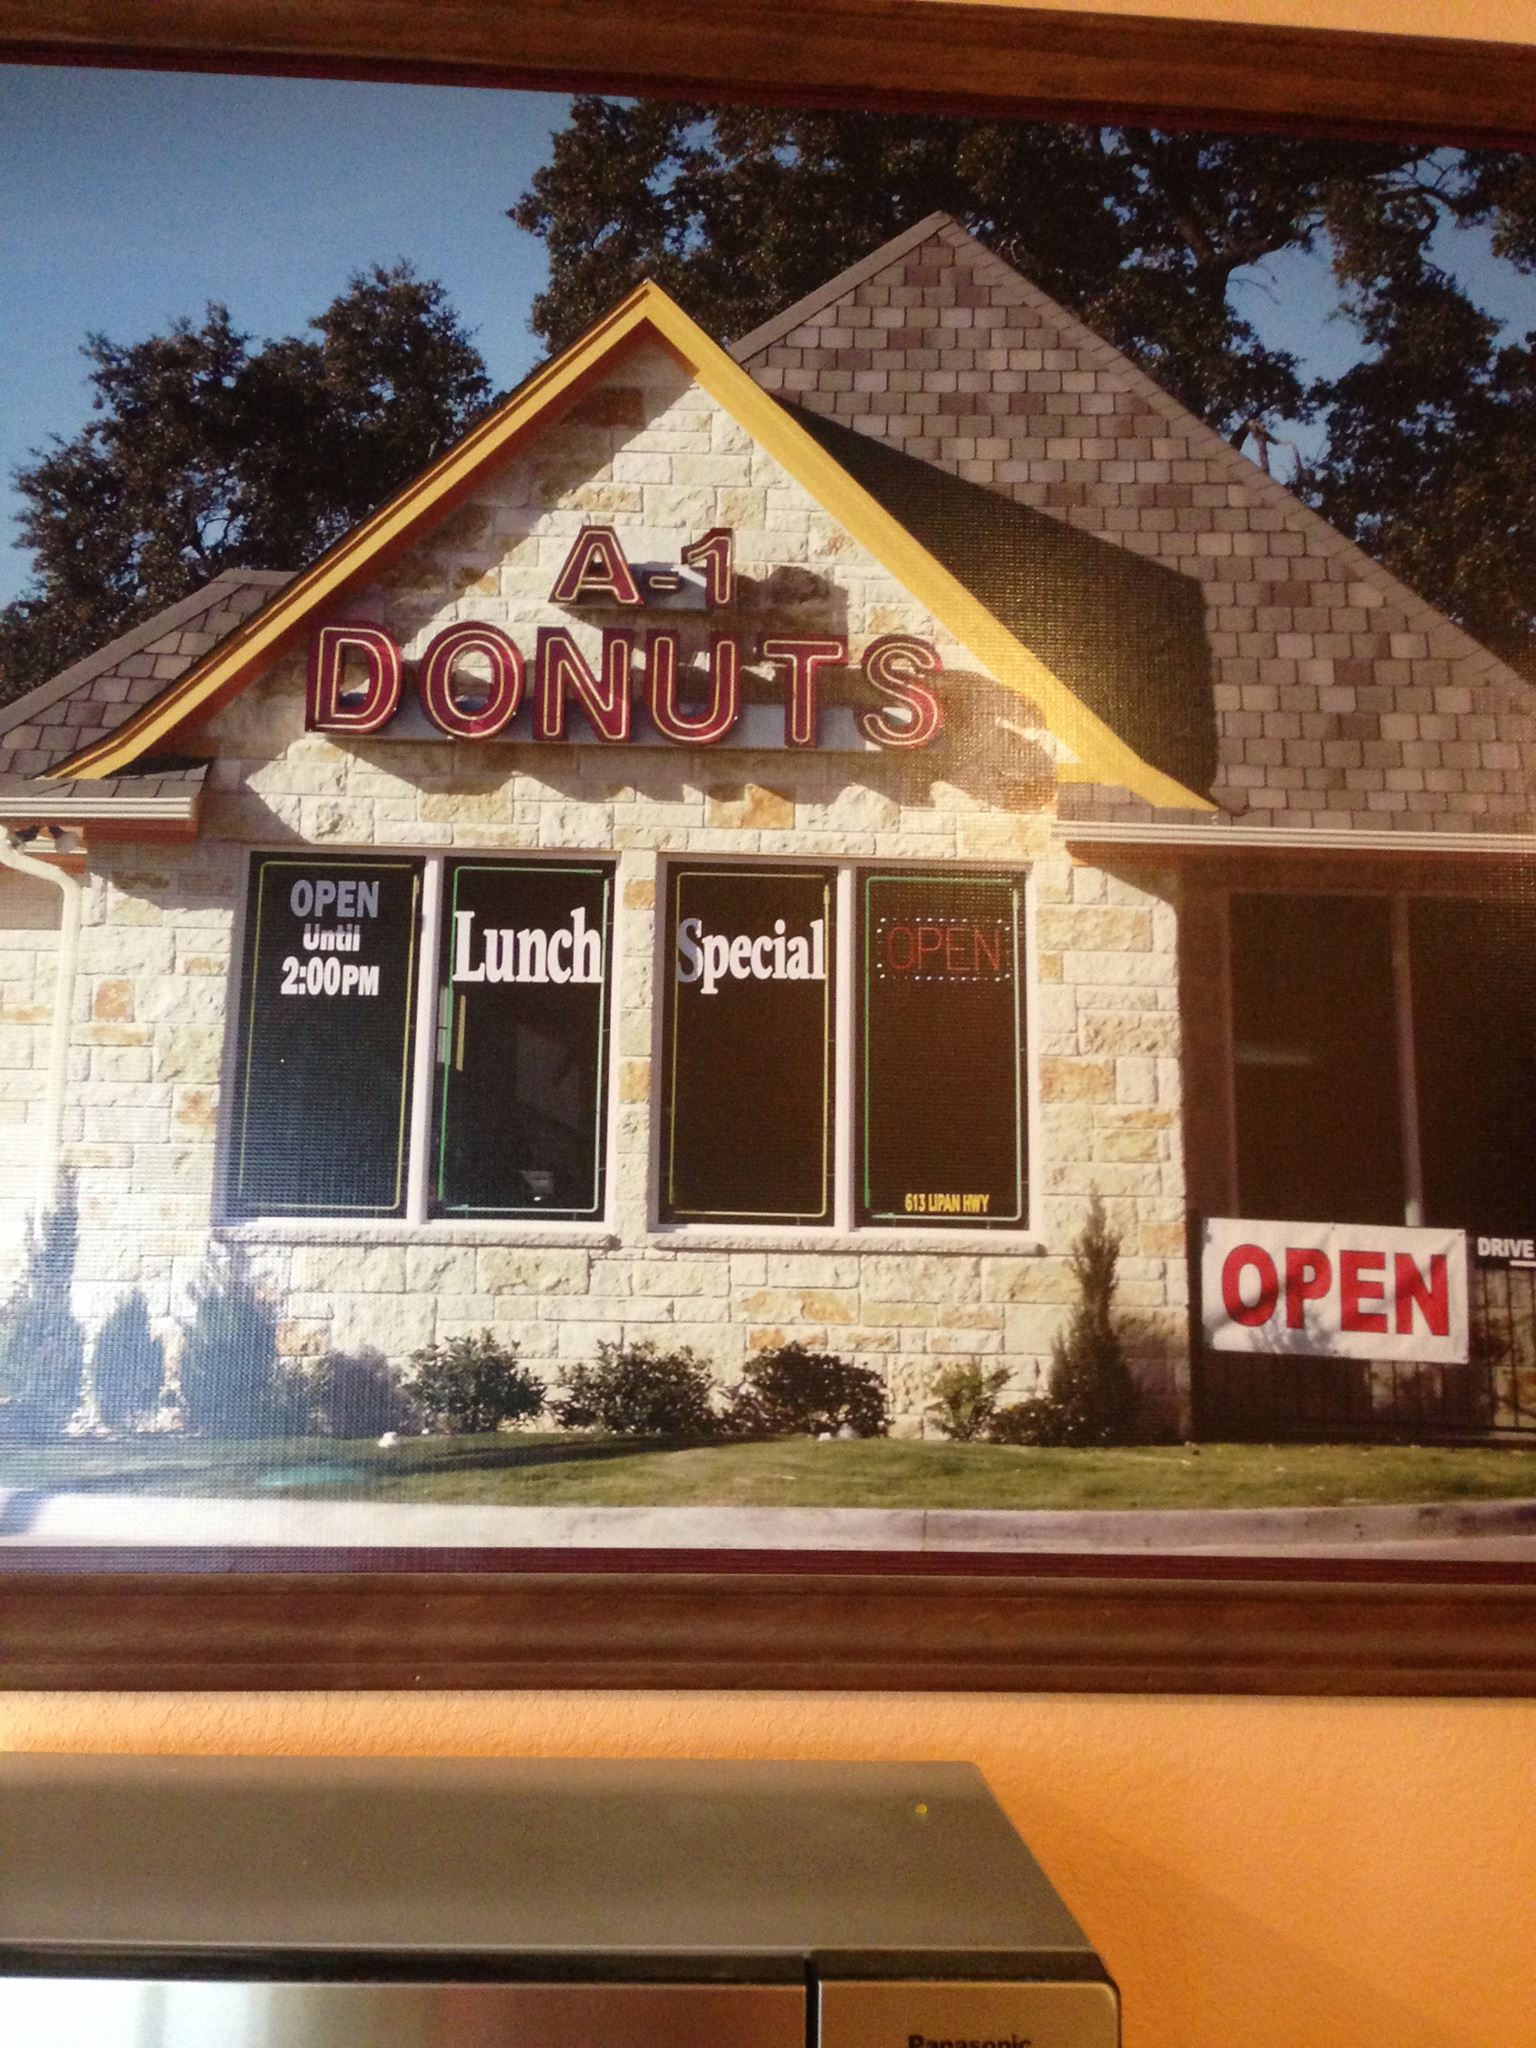 A-1
DONUTS
OPEN
Until
2:00PM
Lunch
Special
OPEN
613 LIPAN HWY
OPEN
DRIVE
Panasonic